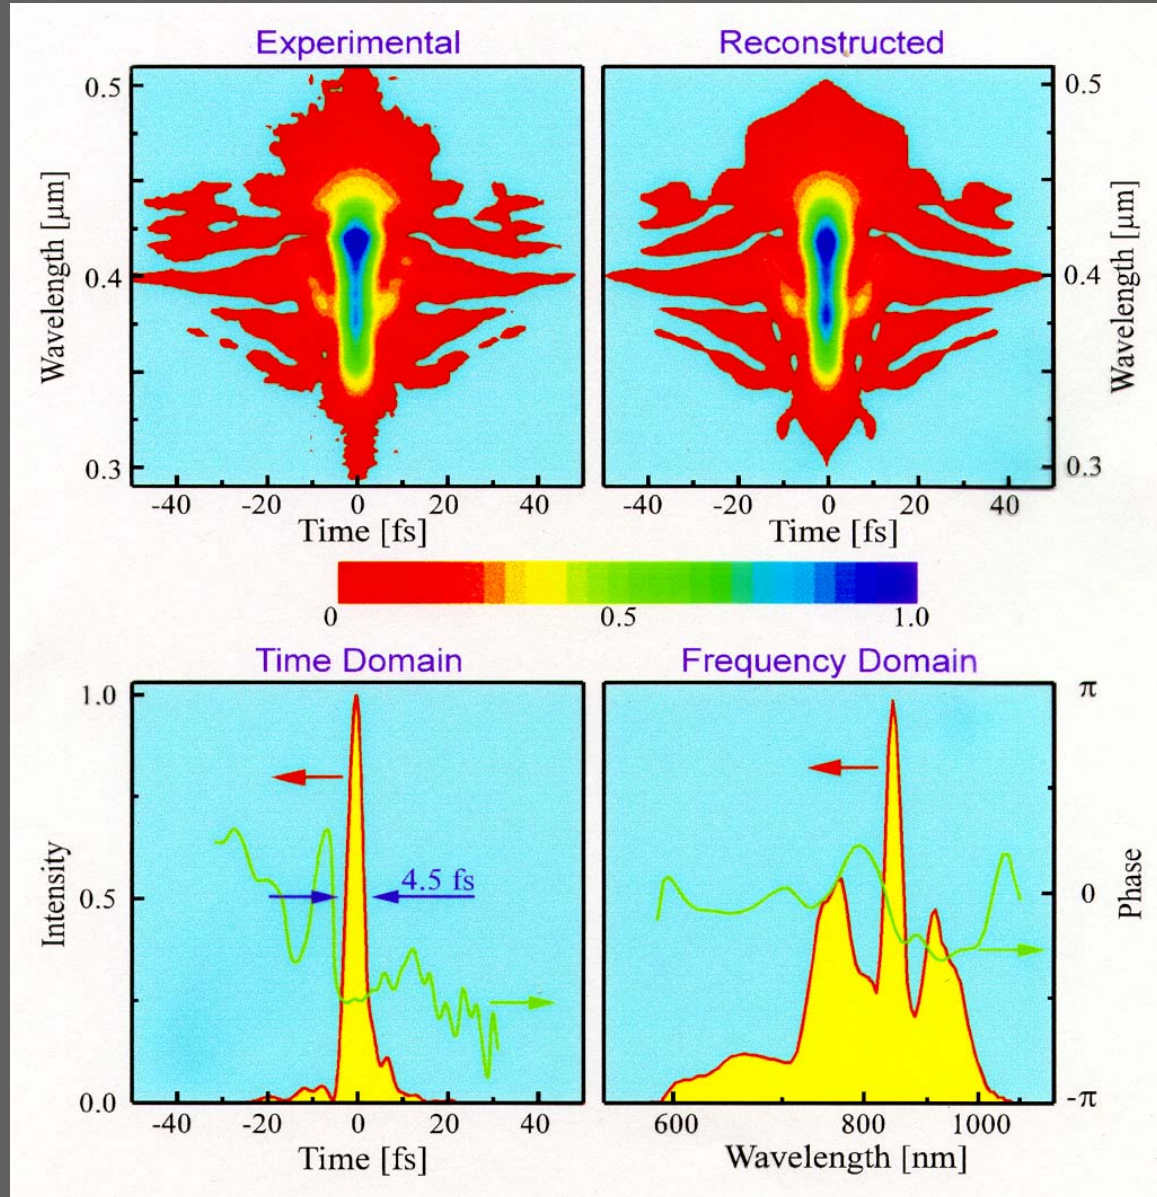 Experimental
Reconstructed
0.5
0.4
0.3
Wavelength [µm]
-40 -20 0 20 40
Time [fs]
0.5
0.4
0.3
Wavelength [µm]
-40 -20 0 20 40
Time [fs]
0 0.5 1.0
Time Domain
Frequency Domain
1.0
0.5
0.0
Intensity
4.5 fs
-40 -20 0 20 40
Time [fs]
π
0
-π
Phase
600 800 1000
Wavelength [nm]